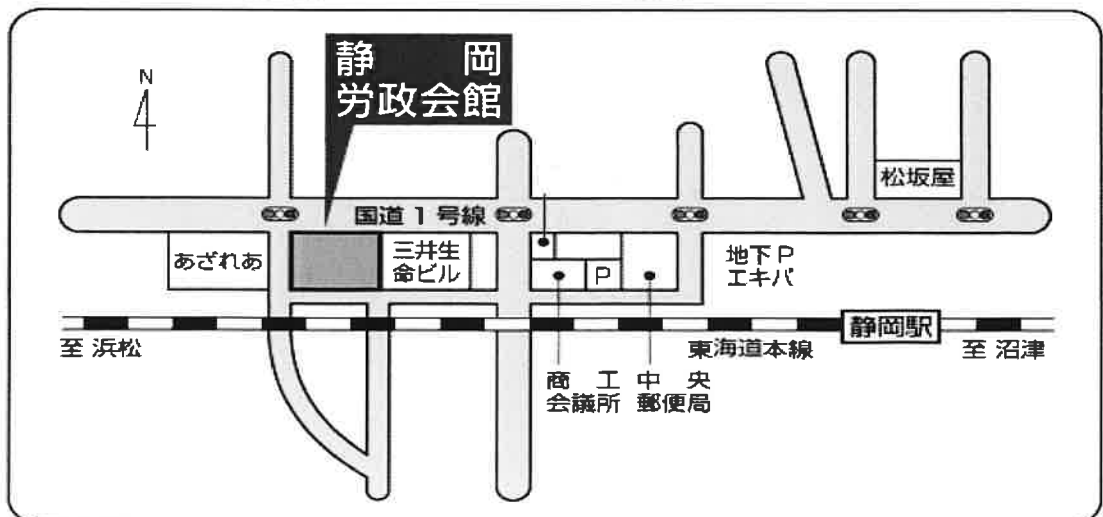 静岡
労政会館
N
松坂屋
国道1号線
あざれあ
三井生
命ビル
P
地下P
エキパ
静岡駅
至 浜松
東海道本線
至 沼津
商工
会議所
中央
郵便局